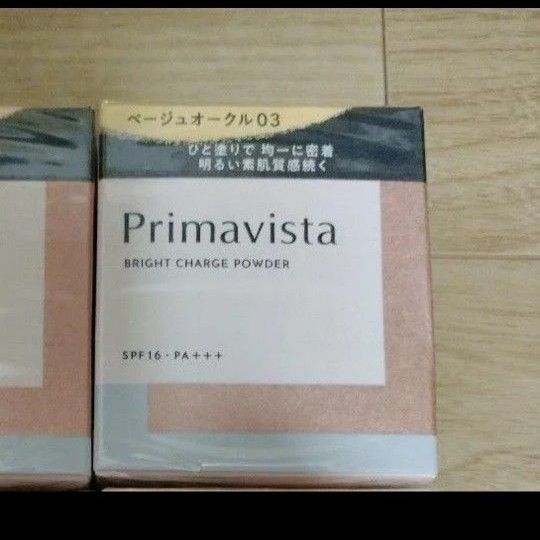 ベージュオークル03
ひと塗りで 均一に密着
明るい素肌質感続く
Primavista
BRIGHT CHARGE POWDER
SPF16・PA+++